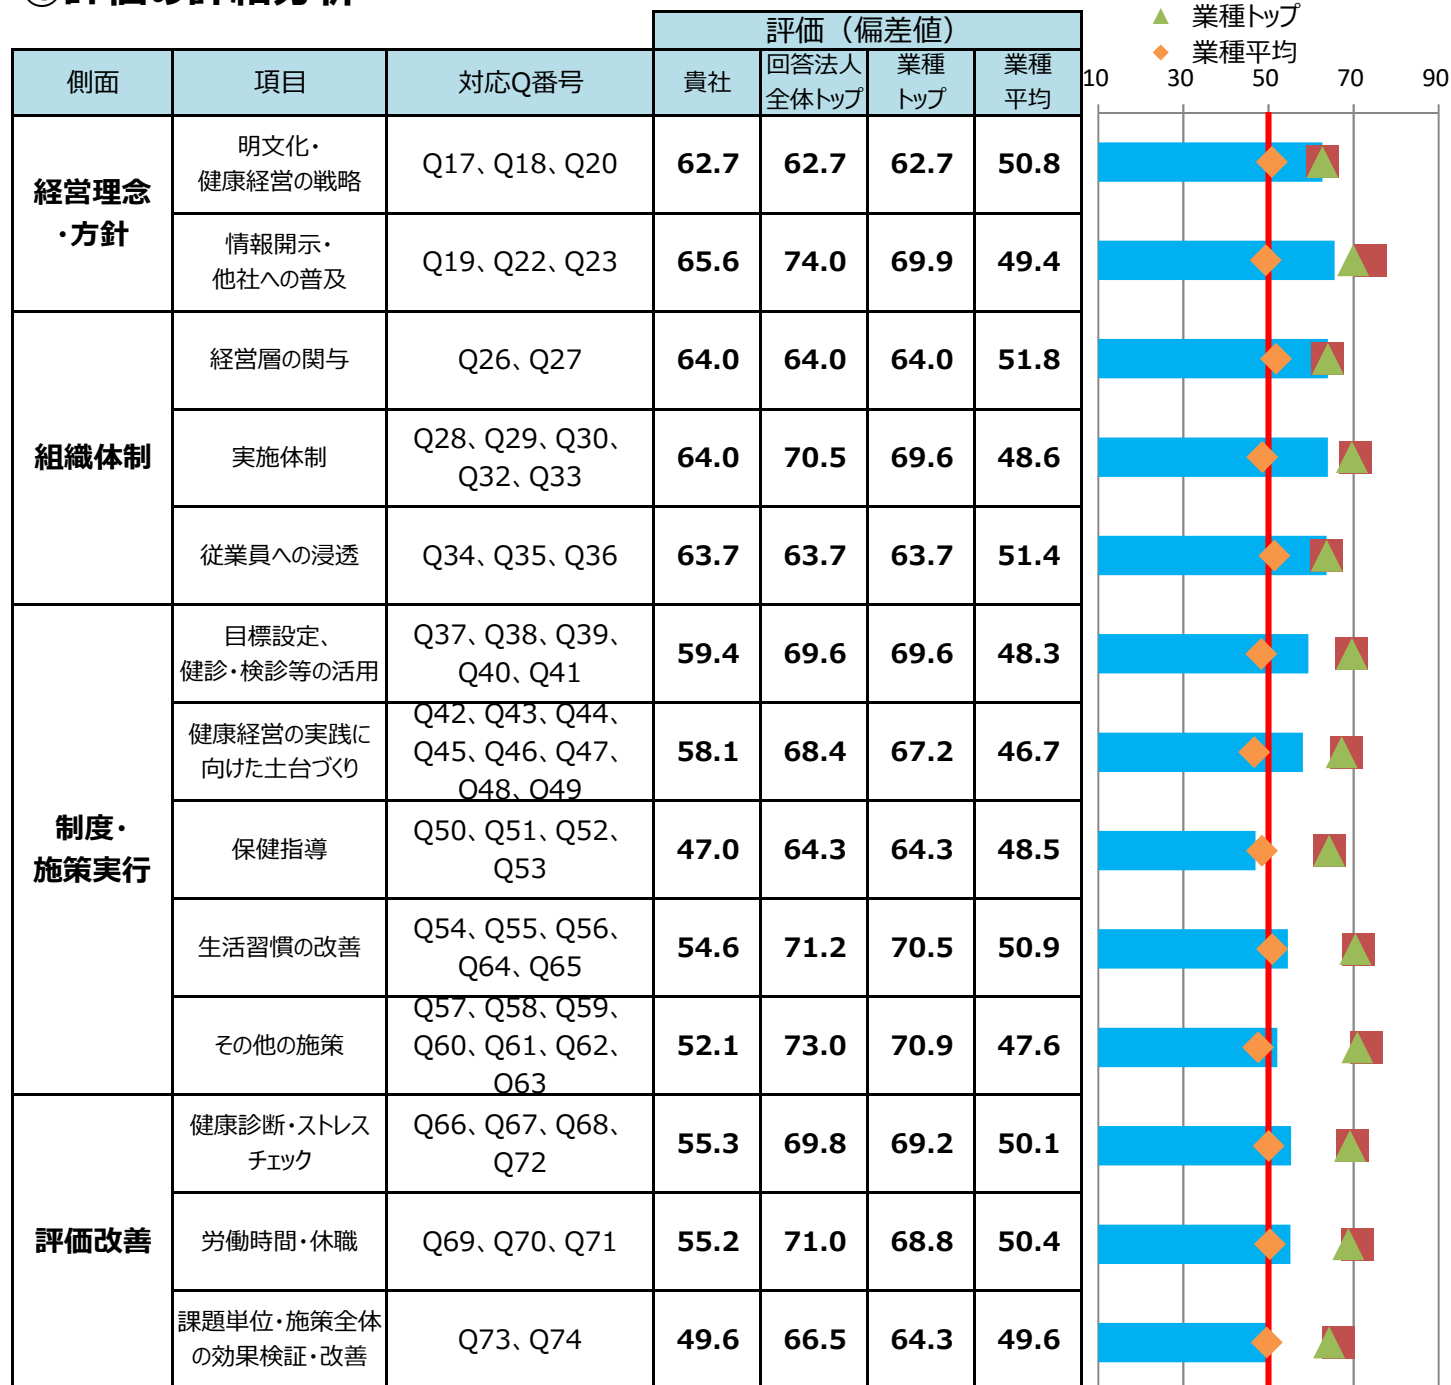 評価の詳細分析
業種トップ
業種平均
評価（偏差値）
側面 項目 対応Q番号 貴社 回答法人全体トップ 業種トップ 業種平均
10 30 50 70 90
経営理念・方針
明文化・
健康経営の戦略
Q17、Q18、Q20
62.7 62.7 62.7 50.8
情報開示・
他社への普及
Q19、Q22、Q23
65.6 74.0 69.9 49.4
組織体制
経営層の関与
Q26、Q27
64.0 64.0 64.0 51.8
実施体制
Q28、Q29、Q30、
Q32、Q33
64.0 70.5 69.6 48.6
従業員への浸透
Q34、Q35、Q36
63.7 63.7 63.7 51.4
制度・
施策実行
目標設定、
健診・検診等の活用
Q37、Q38、Q39、
Q40、Q41
59.4 69.6 69.6 48.3
健康経営の実践に
向けた土台づくり
Q42、Q43、Q44、
Q45、Q46、Q47、
Q48、Q49
58.1 68.4 67.2 46.7
保健指導
Q50、Q51、Q52、
Q53
47.0 64.3 64.3 48.5
生活習慣の改善
Q54、Q55、Q56、
Q64、Q65
54.6 71.2 70.5 50.9
その他の施策
Q57、Q58、Q59、
Q60、Q61、Q62、
Q63
52.1 73.0 70.9 47.6
評価改善
健康診断・ストレス
チェック
Q66、Q67、Q68、
Q72
55.3 69.8 69.2 50.1
労働時間・休職
Q69、Q70、Q71
55.2 71.0 68.8 50.4
課題単位・施策全体
の効果検証・改善
Q73、Q74
49.6 66.5 64.3 49.6